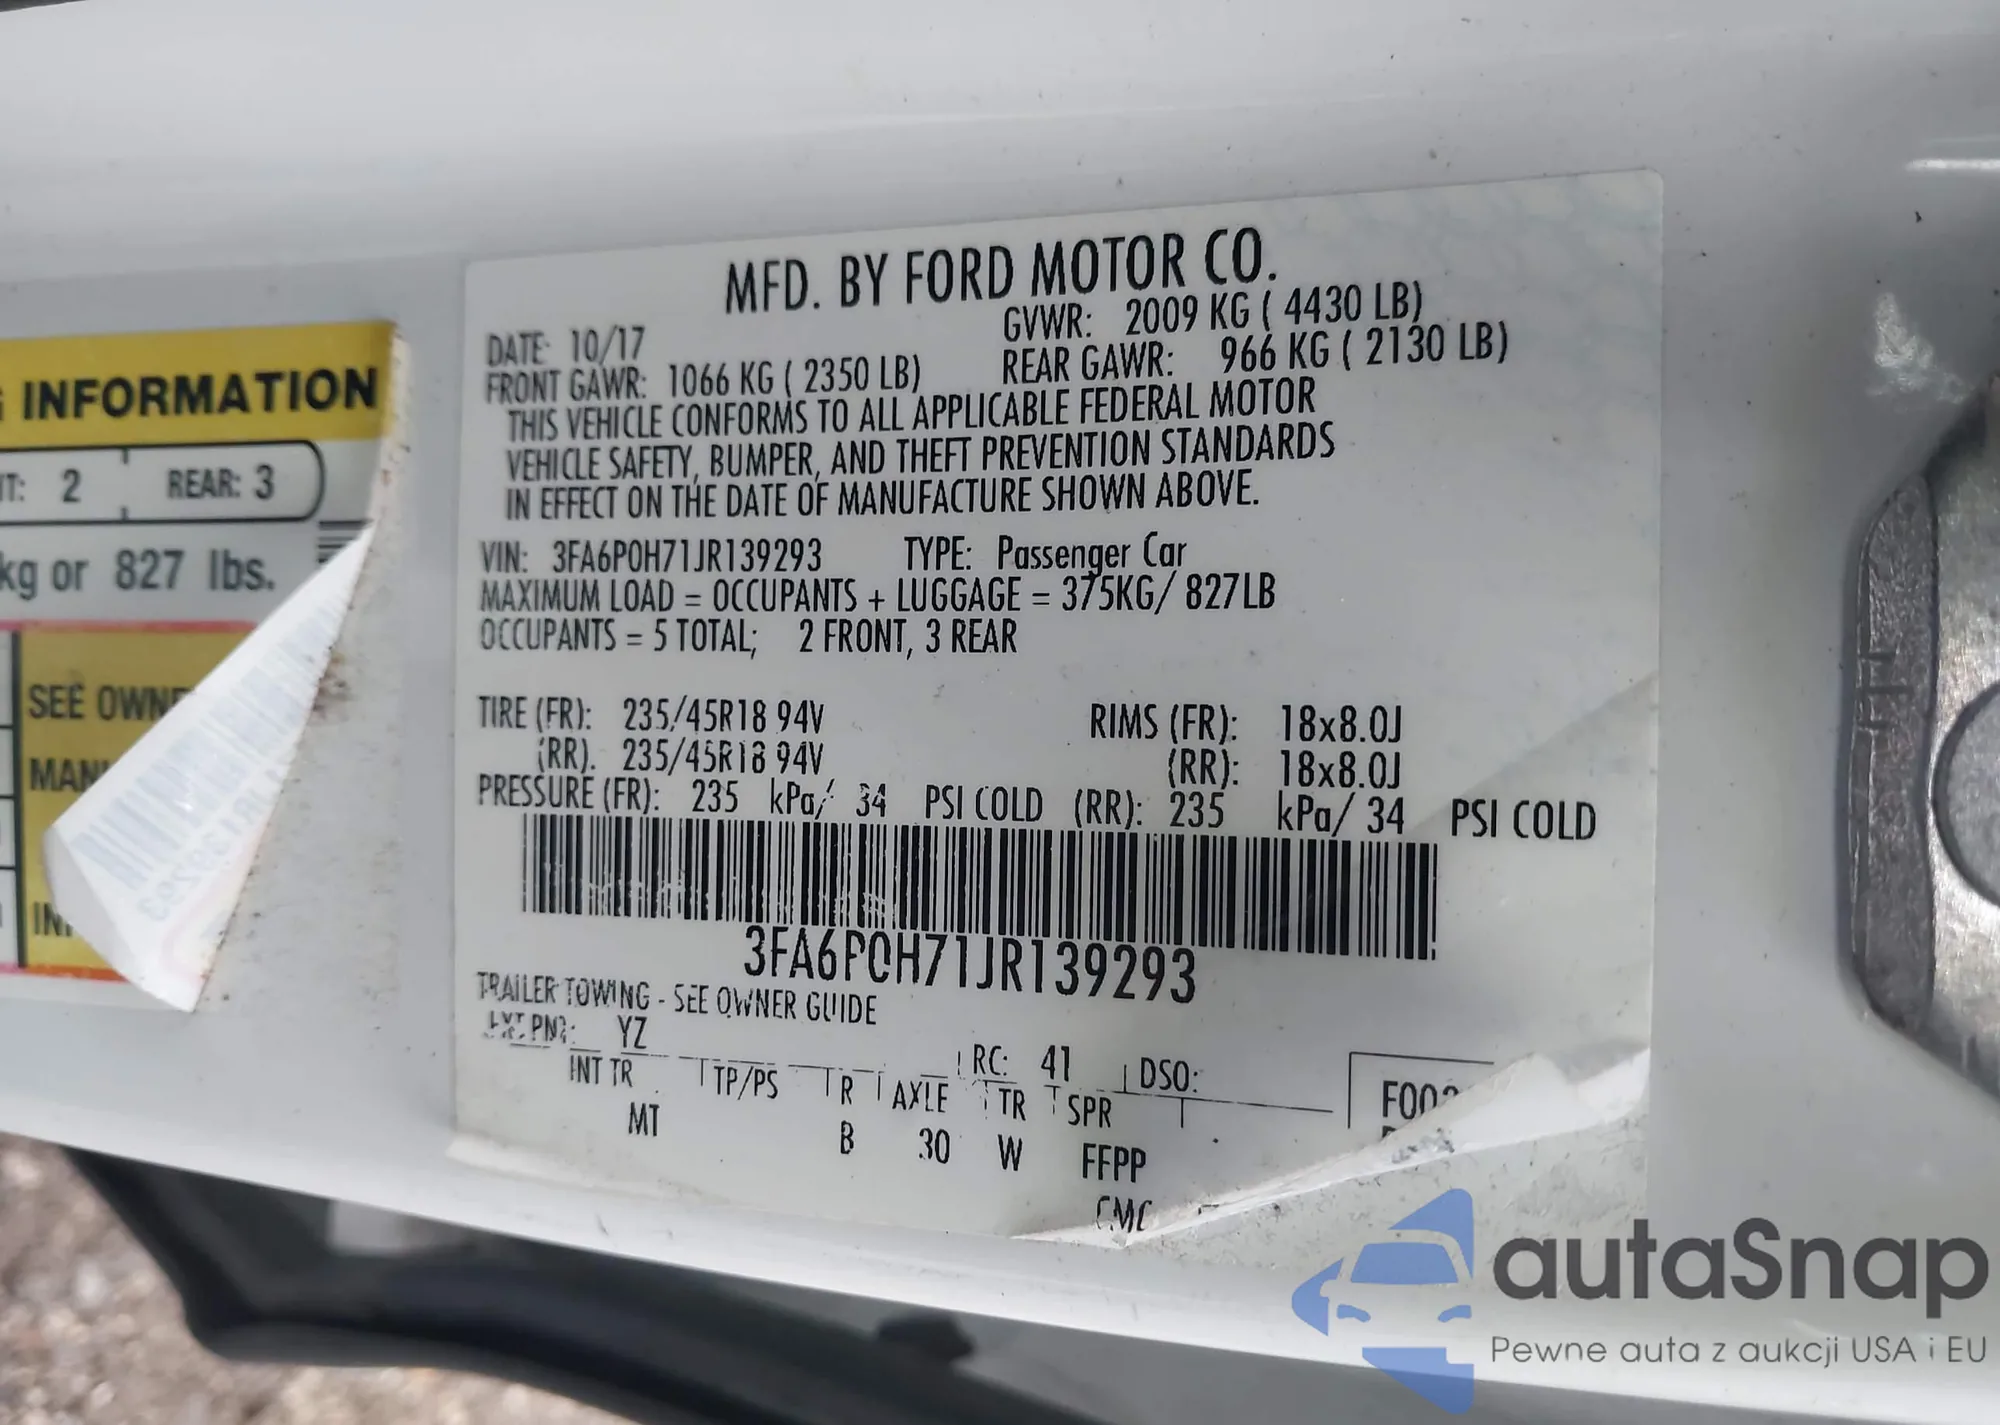 INFORMATION
2 REAR: 3
kg or 827 lbs.
SEE OWNE
MANU
MFD. BY FORD MOTOR CO.
DATE: 10/17 GVWR: 2009 KG ( 4430 LB)
FRONT GAWR: 1066 KG ( 2350 LB) REAR GAWR: 966 KG ( 2130 LB)
THIS VEHICLE CONFORMS TO ALL APPLICABLE FEDERAL MOTOR
VEHICLE SAFETY, BUMPER, AND THEFT PREVENTION STANDARDS
IN EFFECT ON THE DATE OF MANUFACTURE SHOWN ABOVE.
VIN: 3FA6P0H71JR139293 TYPE: Passenger Car
MAXIMUM LOAD = OCCUPANTS + LUGGAGE = 375KG/ 827LB
OCCUPANTS = 5 TOTAL; 2 FRONT, 3 REAR
TIRE (FR): 235/45R18 94V RIMS (FR): 18x8.0J
(RR): 235/45R18 94V (RR): 18x8.0J
PRESSURE (FR): 235 kPa/ 34 PSI COLD (RR): 235 kPa/ 34 PSI COLD
3FA6P0H71JR139293
TRAILER TOWING - SEE OWNER GUIDE
EXT PNT: YZ RC: 41 DSO:
INT TR TP/PS R AXLE TR SPR F00
MT B 30 W FFPP
CMC
autaSnap
Pewne auta z aukcji USA i EU